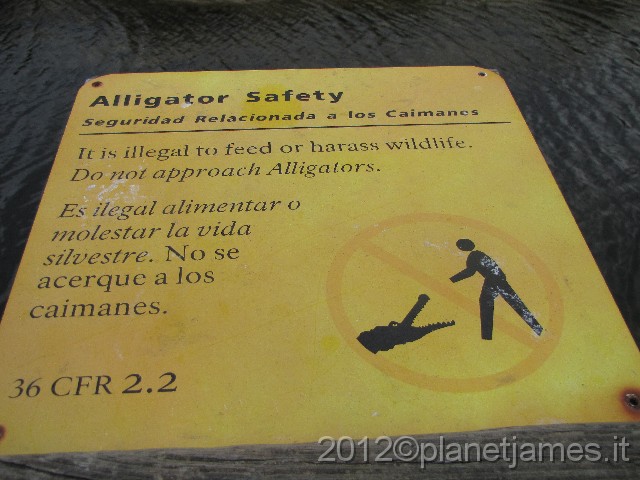 Alligator Safety
Seguridad Relacionada a los Caimanes
It is illegal to feed or harass wildlife.
Do not approach Alligators.
Es ilegal alimentar o
molestar la vida
silvestre. No se
acerque a los
caimanes.
36 CFR 2.2
2012©planetjames.it